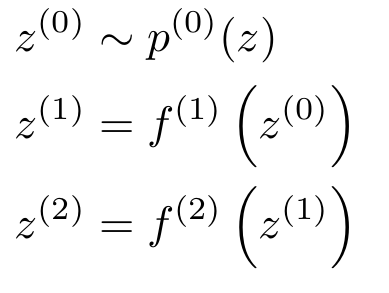 z^{(0)} ∼ p^{(0)}(z)
z^{(1)} = f^{(1)} (z^{(0)})
z^{(2)} = f^{(2)} (z^{(1)})